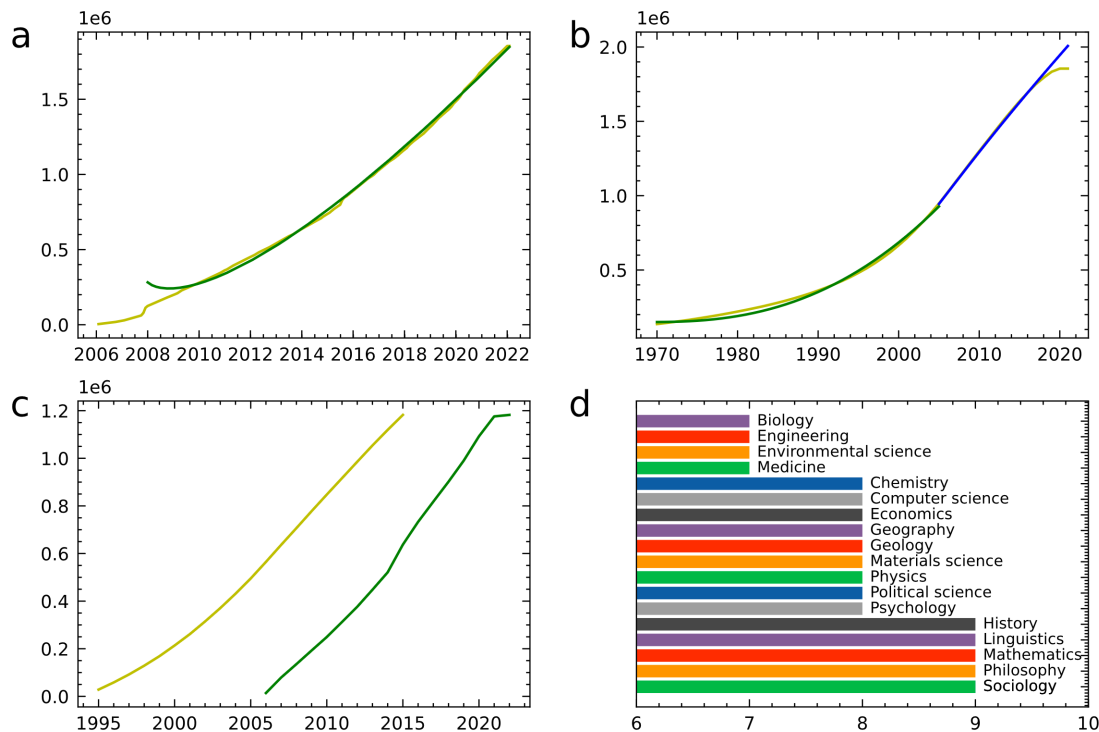 a
1e6
1.5
1.0
0.5
0.0
2006 2008 2010 2012 2014 2016 2018 2020 2022
b
1e6
2.0
1.5
1.0
0.5
1970 1980 1990 2000 2010 2020
c
1e6
1.2
1.0
0.8
0.6
0.4
0.2
0.0
1995 2000 2005 2010 2015 2020
d
Biology
Engineering
Environmental science
Medicine
Chemistry
Computer science
Economics
Geography
Geology
Materials science
Physics
Political science
Psychology
History
Linguistics
Mathematics
Philosophy
Sociology
6 7 8 9 10